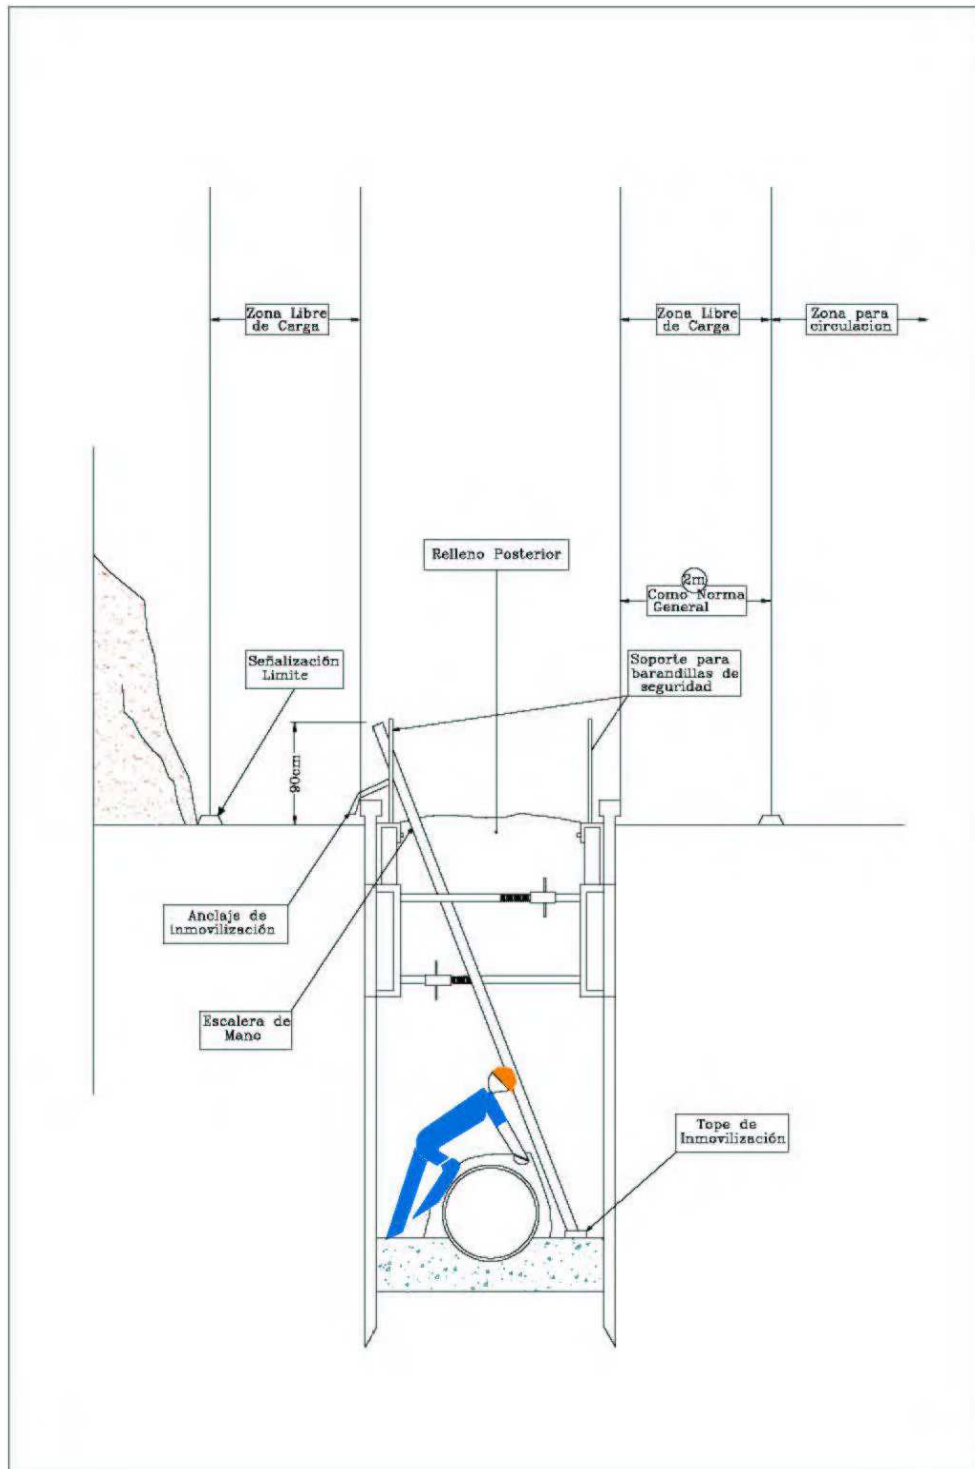 Zona Libre
de Carga
Zona Libre
de Carga
Zona para
circulacion
Relleno Posterior
2m
Como Norma
General
Señalización
Limite
Soporte para
barandillas de
seguridad
90cm
Anclaje de
inmovilización
Escalera de
Mano
Tope de
Inmovilización